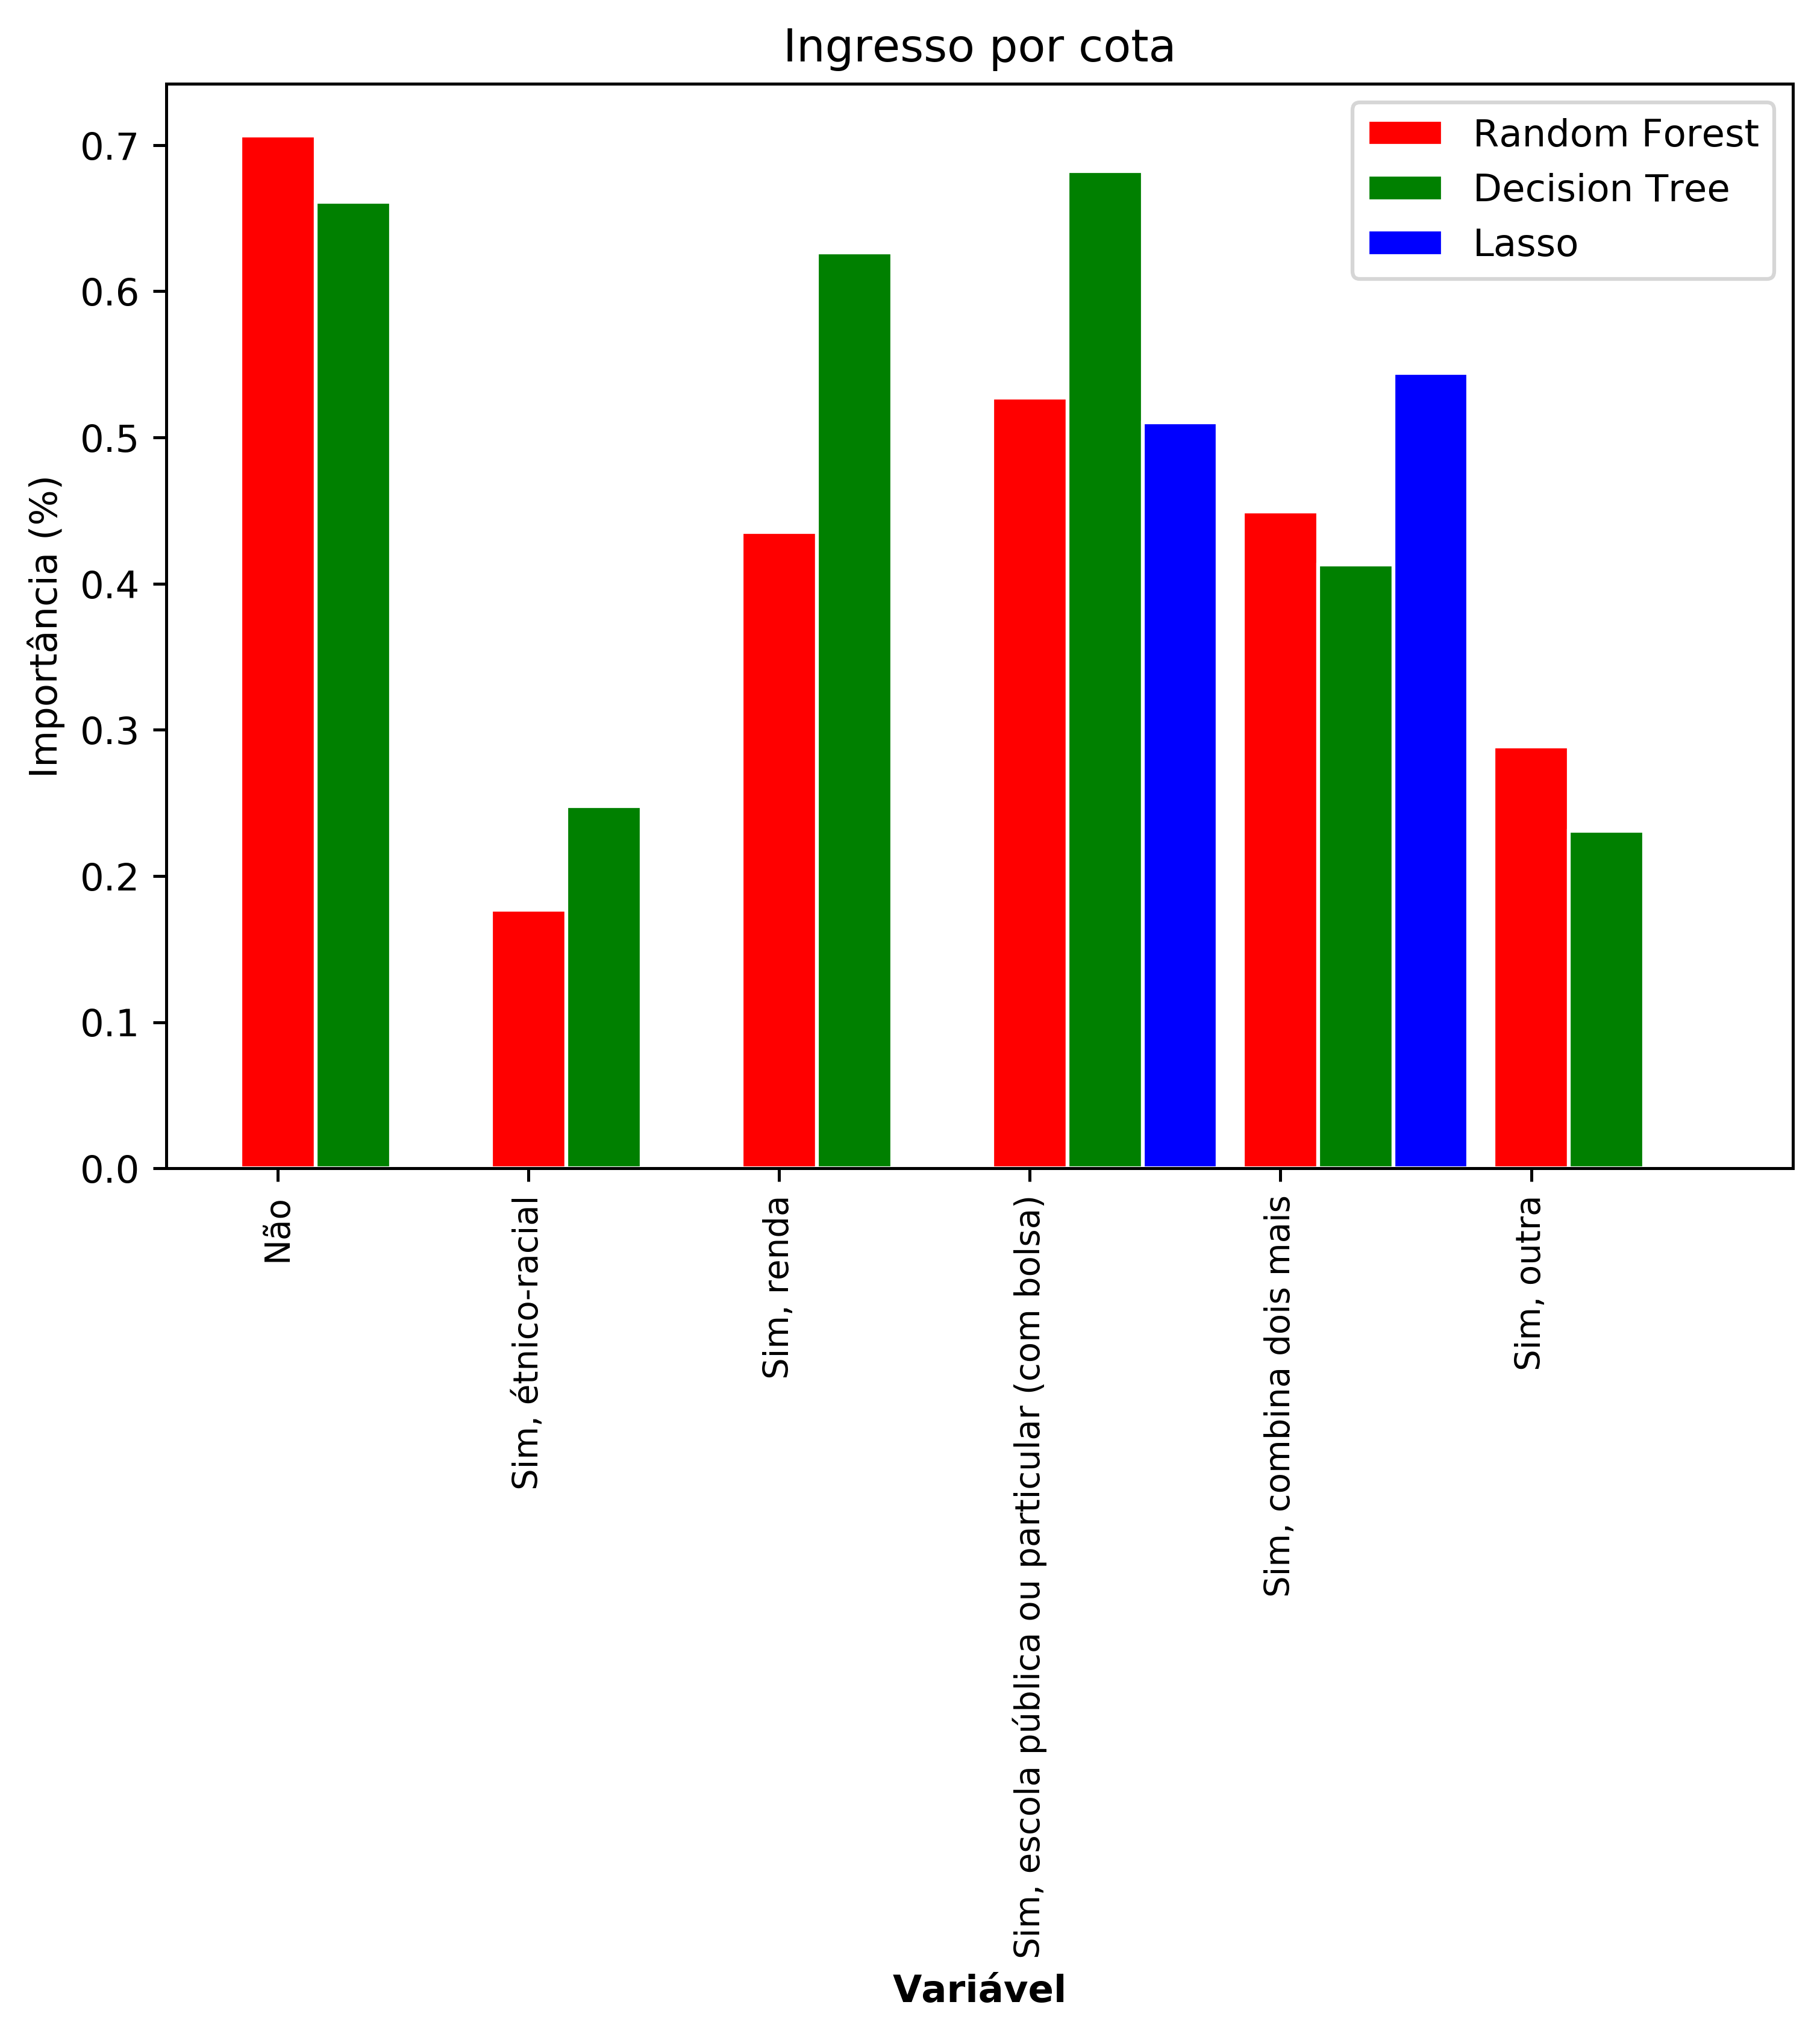 Ingresso por cota
Random Forest
Decision Tree
Lasso
Importância (%)
0.7
0.6
0.5
0.4
0.3
0.2
0.1
0.0
Não
Sim, étnico-racial
Sim, renda
Sim, escola pública ou particular (com bolsa)
Sim, combina dois mais
Sim, outra
Variável